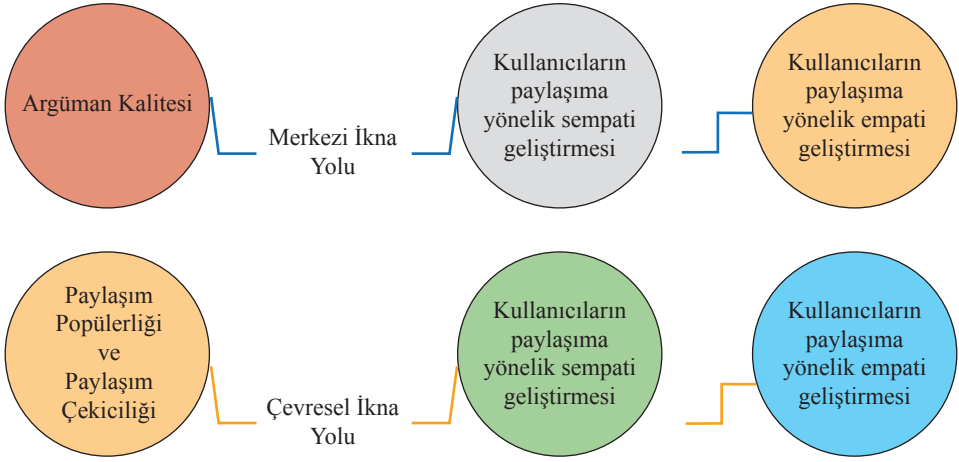 Argüman Kalitesi
Merkezi İkna
Yolu
Kullanıcıların
paylaşıma
yönelik sempati
geliştirmesi
Kullanıcıların
paylaşıma
yönelik empati
geliştirmesi
Paylaşım
Popülerliği
ve
Paylaşım
Çekiciliği
Çevresel İkna
Yolu
Kullanıcıların
paylaşıma
yönelik sempati
geliştirmesi
Kullanıcıların
paylaşıma
yönelik empati
geliştirmesi